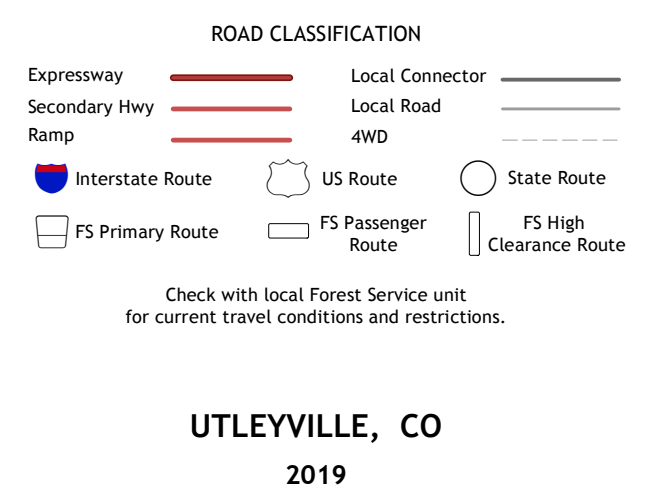 ROAD CLASSIFICATION
Expressway
Local Connector
Secondary Hwy
Local Road
Ramp
4WD
Interstate Route
US Route
State Route
FS Primary Route
FS Passenger
Route
FS High
Clearance Route
Check with local Forest Service unit
for current travel conditions and restrictions.
UTLEYVILLE, CO
2019